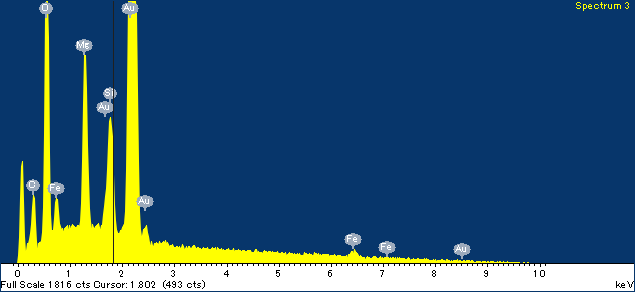 Spectrum 3
O Au
Mg
Si
Au
O Fe
Au
Fe Fe Au
0 1 2 3 4 5 6 7 8 9 10
Full Scale 1816 cts Cursor: 1.802 (493 cts) keV